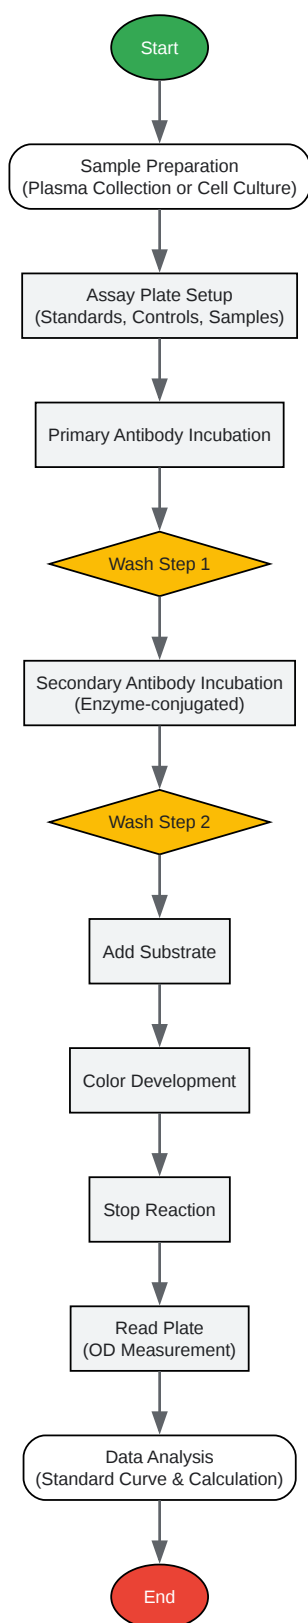 Start
Sample Preparation
(Plasma Collection or Cell Culture)
Assay Plate Setup
(Standards, Controls, Samples)
Primary Antibody Incubation
Wash Step 1
Secondary Antibody Incubation
(Enzyme-conjugated)
Wash Step 2
Add Substrate
Color Development
Stop Reaction
Read Plate
(OD Measurement)
Data Analysis
(Standard Curve & Calculation)
End